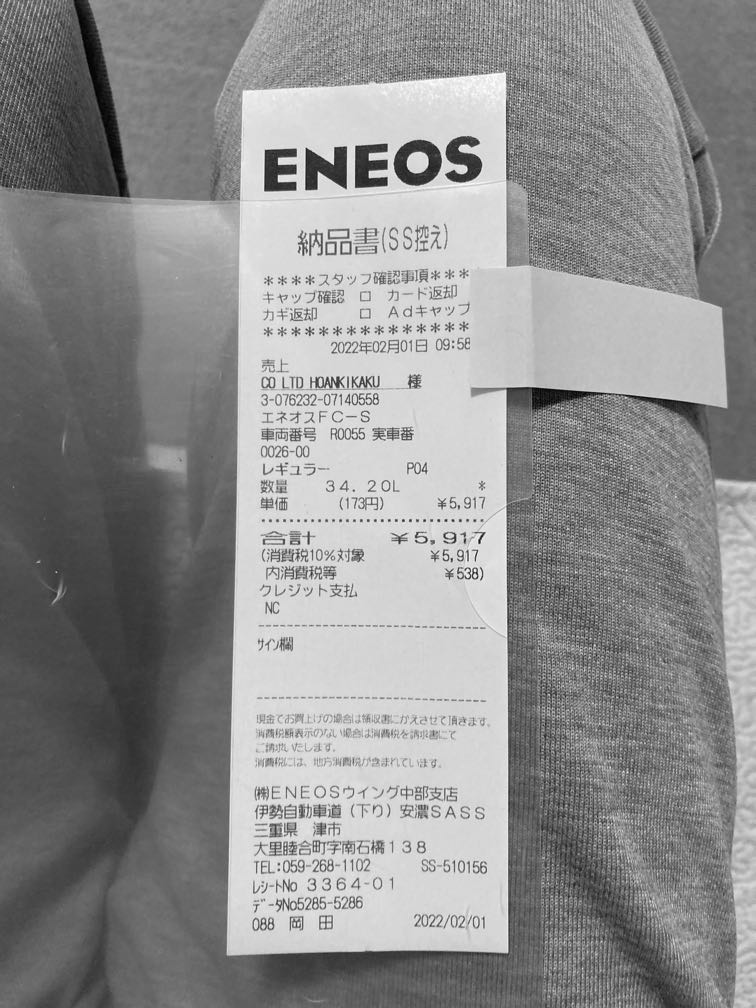 ENEOS
納品書(SS控え)
****スタッフ確認事項****
キャップ確認 □ カード返却
カギ返却 □ Adキャップ
***************
2022年02月01日 09:58
売上
CO LTD HOANKIKAKU 様
3-076232-07140558
エネオスFC-S
車両番号 R0055 実車番
0026-00
レギュラー P04
数量 34.20L *
単価 (173円) ¥5,917
合計 ¥5,917
(消費税10%対象 ¥5,917
内消費税等 ¥538)
クレジット支払
NC
サイン欄
現金でお買上げの場合は領収書にかえさせて頂きます。
消費税額表示のない場合は消費税を請求書にて
ご請求いたします。
消費税には、地方消費税が含まれています。
㈱ENEOSウイング中部支店
伊勢自動車道(下り)安濃SASS
三重県 津市
大里睦合町字南石橋138
TEL:059-268-1102 SS-510156
レシートNo 3364-01
データNo5285-5286
088 岡 田 2022/02/01